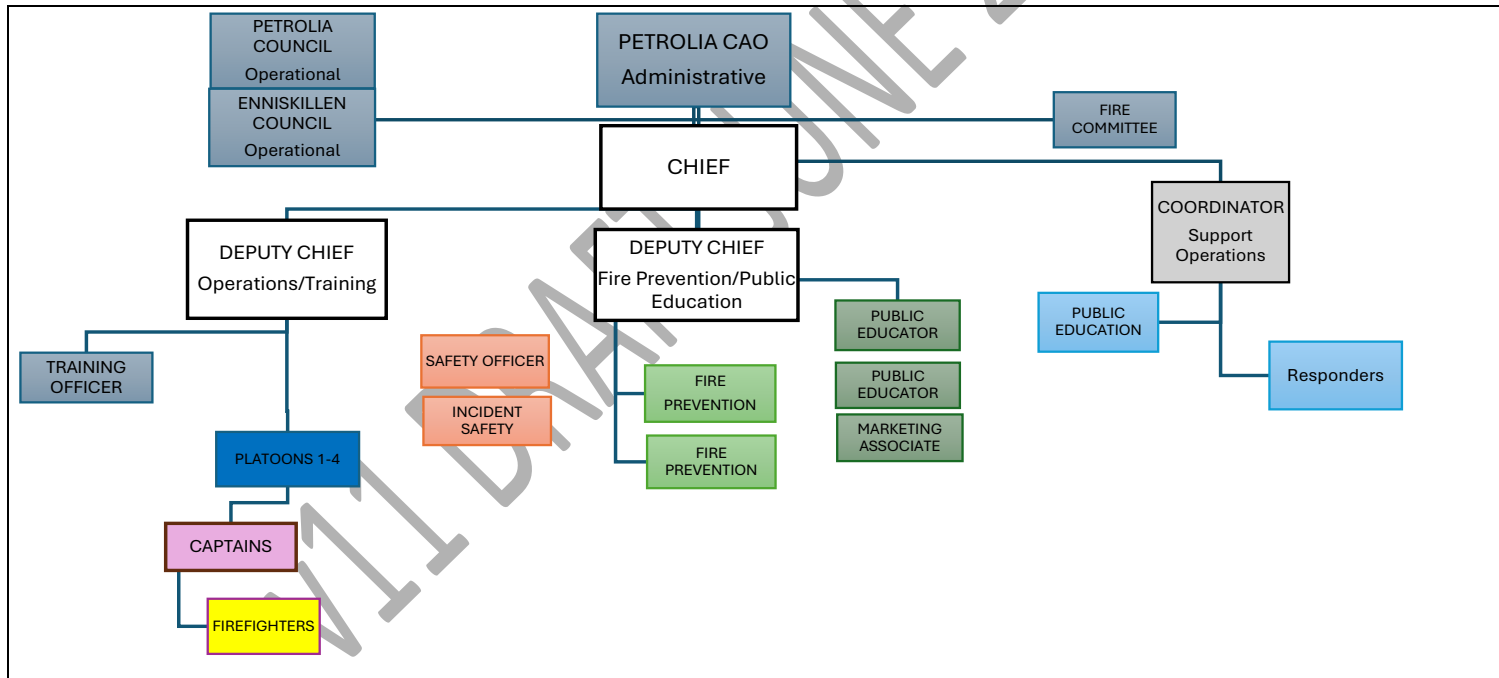 PETROLIA
COUNCIL
Operational
ENNISKILLEN
COUNCIL
Operational
PETROLIA CAO
Administrative
FIRE
COMMITTEE
CHIEF
COORDINATOR
Support
Operations
DEPUTY CHIEF
Operations/Training
DEPUTY CHIEF
Fire Prevention/Public
Education
TRAINING
OFFICER
SAFETY OFFICER
INCIDENT
SAFETY
FIRE
PREVENTION
FIRE
PREVENTION
PUBLIC
EDUCATOR
PUBLIC
EDUCATOR
MARKETING
ASSOCIATE
PUBLIC
EDUCATION
Responders
PLATOONS 1-4
CAPTAINS
FIREFIGHTERS
V11 DRAFT JUNE